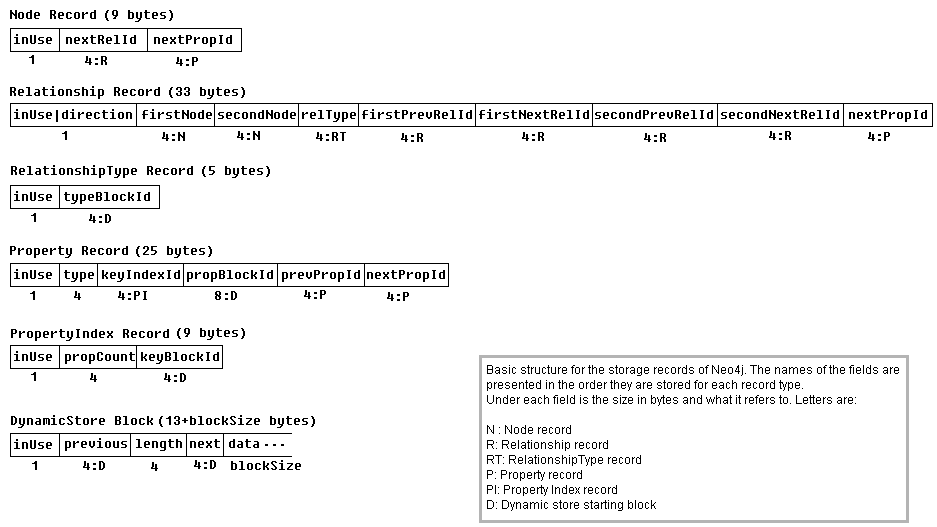 Node Record (9 bytes)
inUse nextRelId nextPropId
1 4:R 4:P
Relationship Record (33 bytes)
inUse|direction firstNode secondNode relType firstPrevRelId firstNextRelId secondPrevRelId secondNextRelId nextPropId
1 4:N 4:N 4:RT 4:R 4:R 4:R 4:R 4:P
RelationshipType Record (5 bytes)
inUse typeBlockId
1 4:D
Property Record (25 bytes)
inUse type keyIndexId propBlockId prevPropId nextPropId
1 4 4:PI 8:D 4:P 4:P
PropertyIndex Record (9 bytes)
inUse propCount keyBlockId
1 4 4:D
DynamicStore Block (13+blockSize bytes)
inUse previous length next data ---
1 4:D 4 4:D blockSize
Basic structure for the storage records of Neo4j. The names of the fields are
presented in the order they are stored for each record type.
Under each field is the size in bytes and what it refers to. Letters are:
N : Node record
R: Relationship record
RT: RelationshipType record
P: Property record
PI: Property Index record
D: Dynamic store starting block